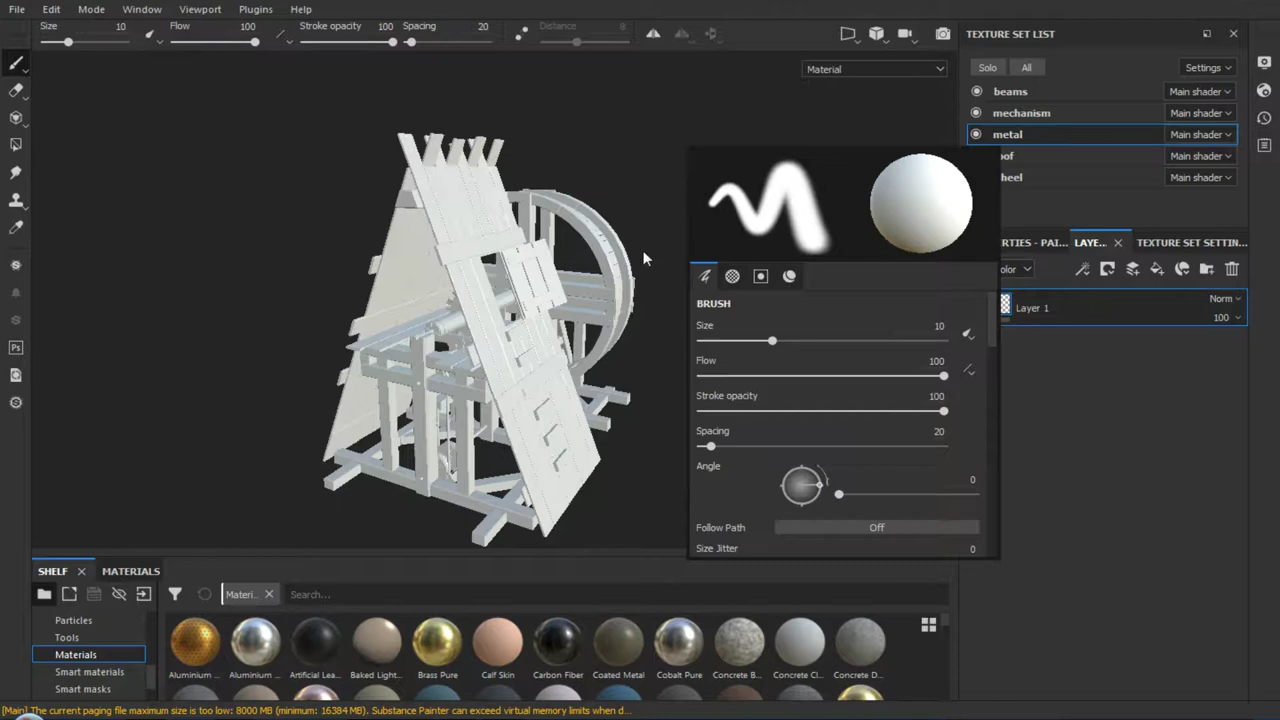 File Edit Mode Window Viewport Plugins Help
Size 10 Flow 100 Stroke opacity 100 Spacing 20 Distance 8
Material
TEXTURE SET LIST
Solo All Settings
beams Main shader
mechanism Main shader
metal Main shader
oof Main shader
heel Main shader
RTIES - PAI... LAYE... TEXTURE SET SETTIN...
olor
Layer 1 Norm
100
BRUSH
Size 10
Flow 100
Stroke opacity 100
Spacing 20
Angle 0
Follow Path Off
Size Jitter 0
SHELF MATERIALS
Materi... Search...
Particles
Tools
Materials
Smart materials
Smart masks
Aluminium ... Aluminium ... Artificial Lea... Baked Light... Brass Pure Calf Skin Carbon Fiber Coated Metal Cobalt Pure Concrete B... Concrete Cl... Concrete D...
Ps
[Main] The current paging file maximum size is too low: 8000 MB (minimum: 16384 MB). Substance Painter can exceed virtual memory limits when d...